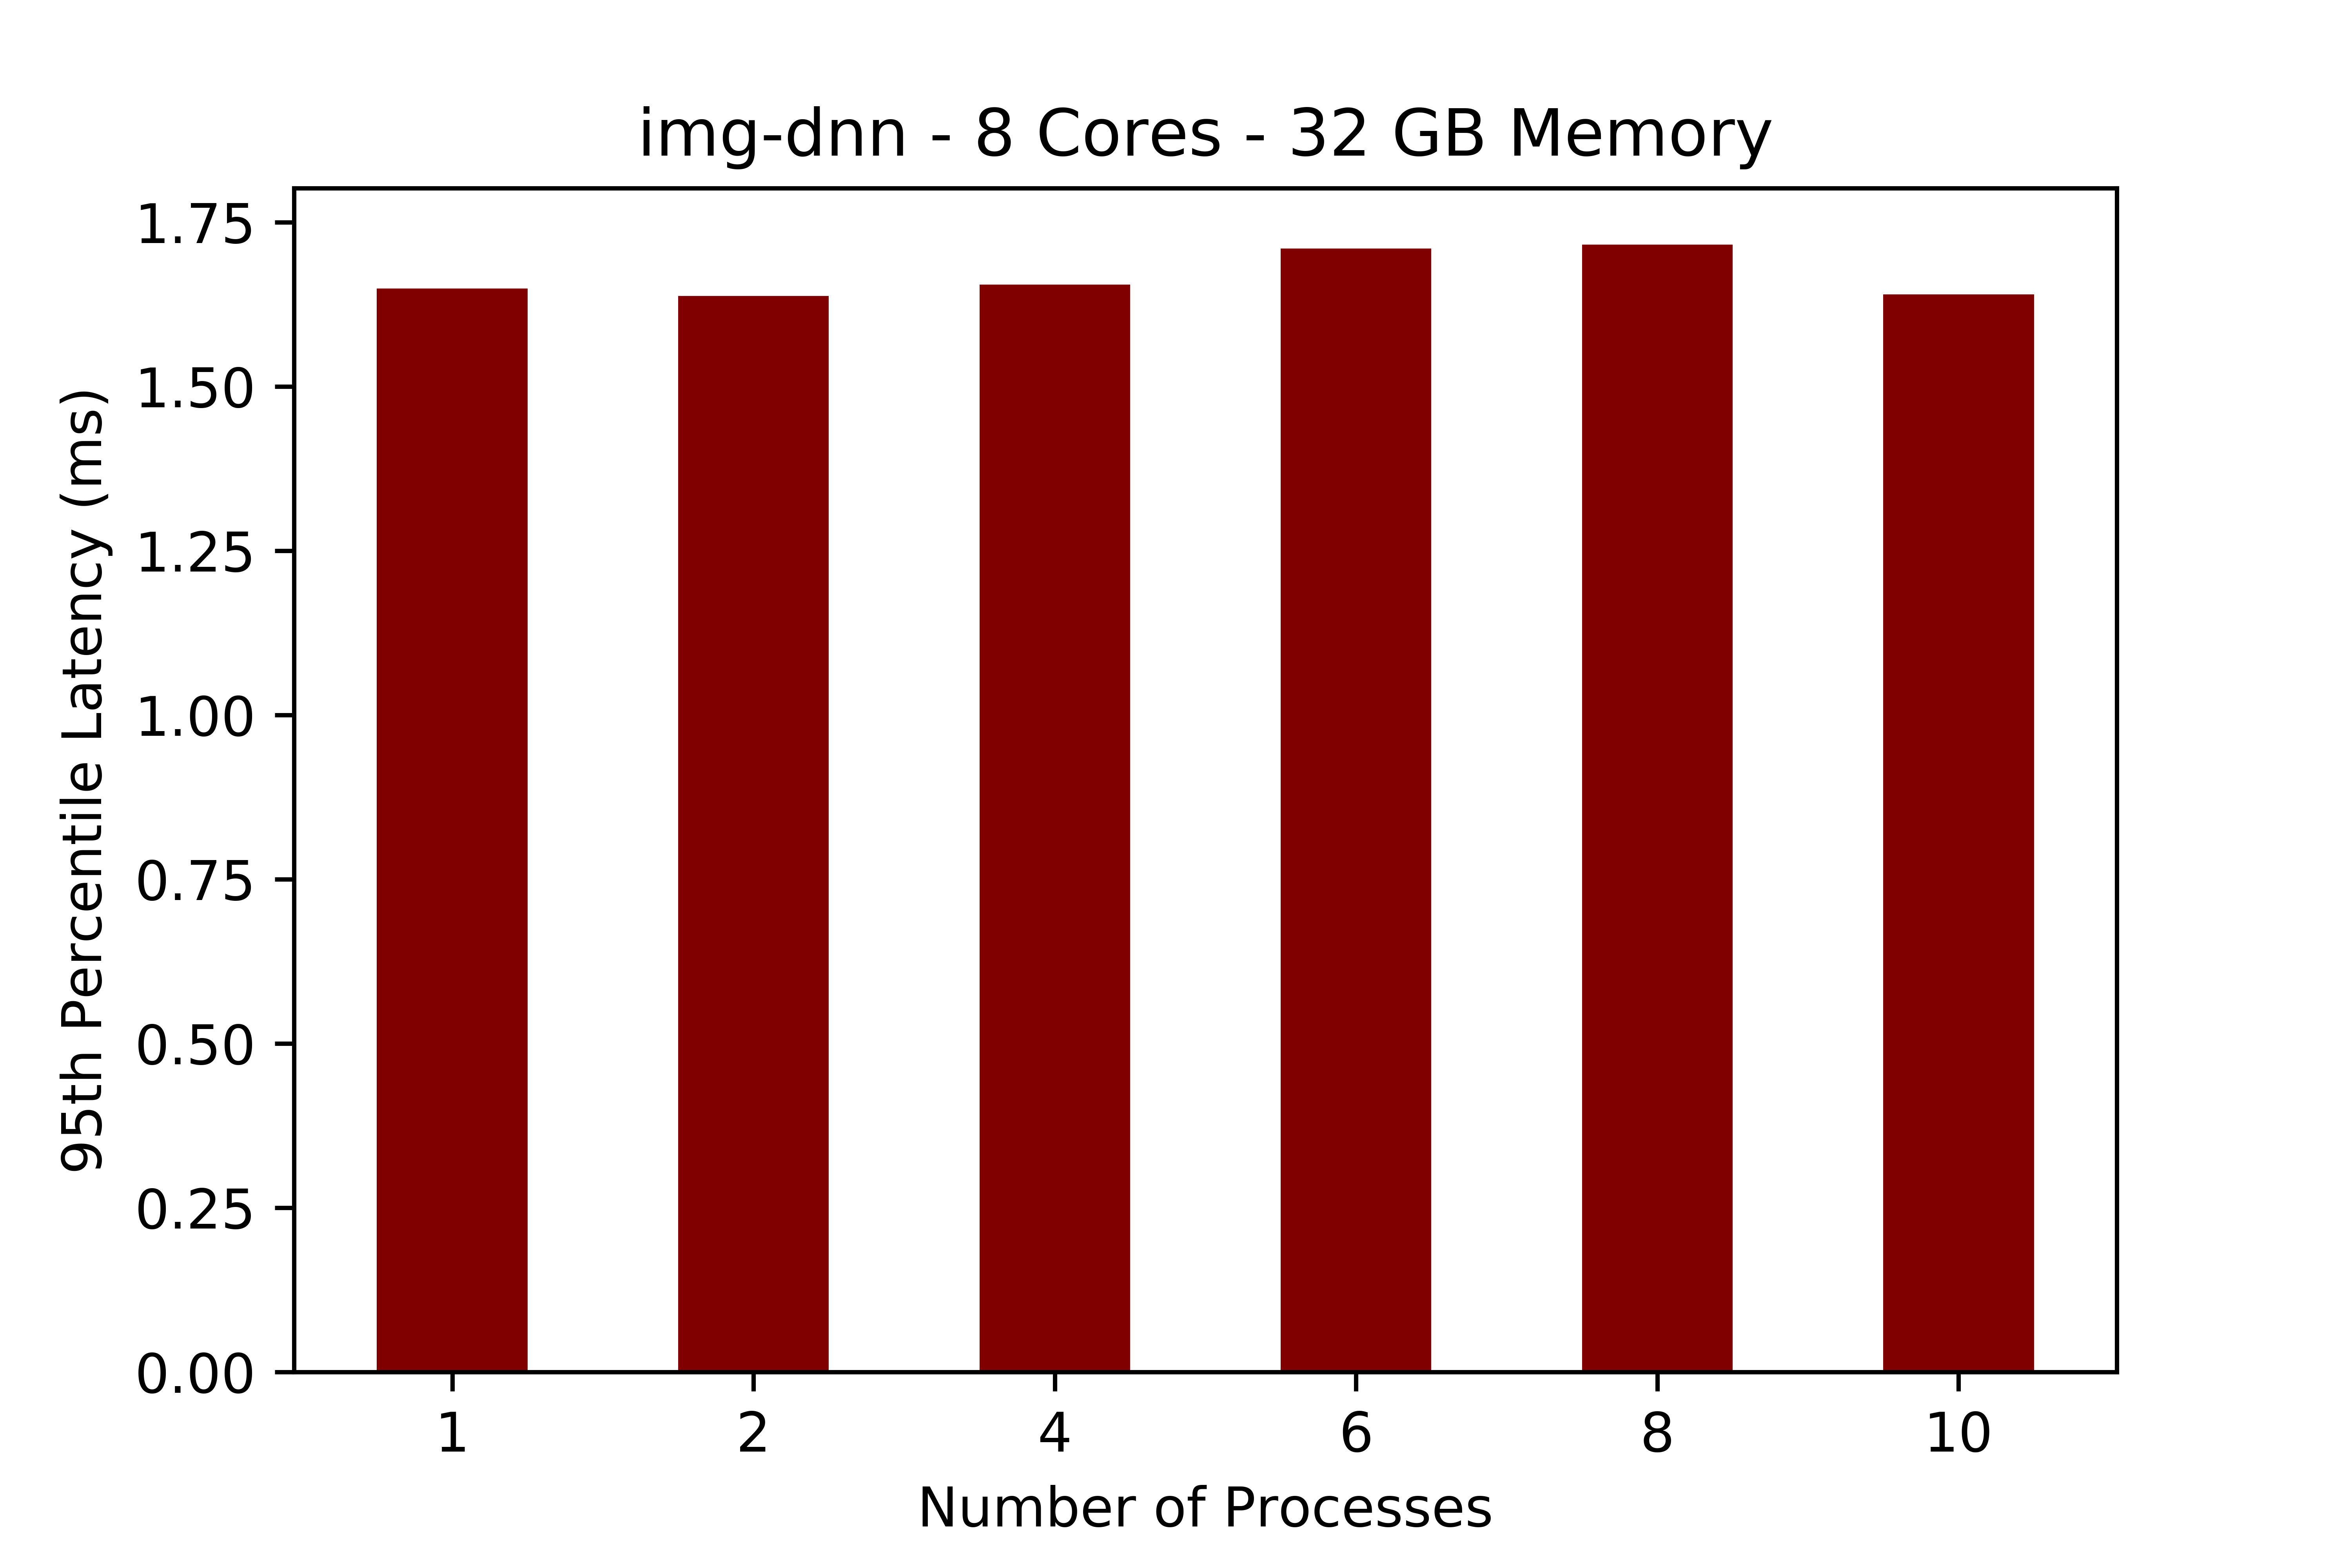 img-dnn - 8 Cores - 32 GB Memory
1.75
1.50
1.25
1.00
0.75
0.50
0.25
0.00
95th Percentile Latency (ms)
1 2 4 6 8 10
Number of Processes